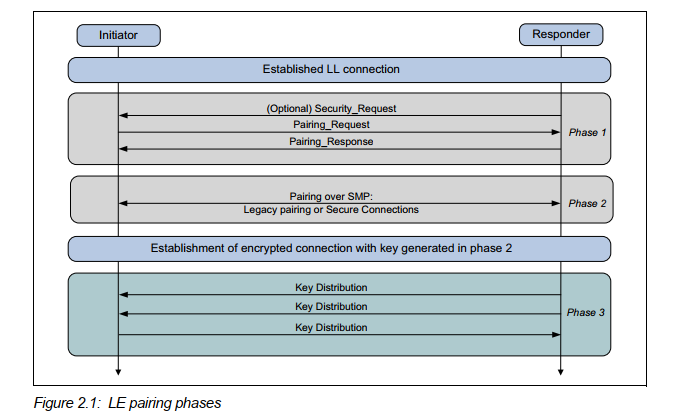 Initiator
Responder
Established LL connection
(Optional) Security_Request
Pairing_Request
Phase 1
Pairing_Response
Pairing over SMP:
Phase 2
Legacy pairing or Secure Connections
Establishment of encrypted connection with key generated in phase 2
Key Distribution
Key Distribution
Phase 3
Key Distribution
Figure 2.1: LE pairing phases